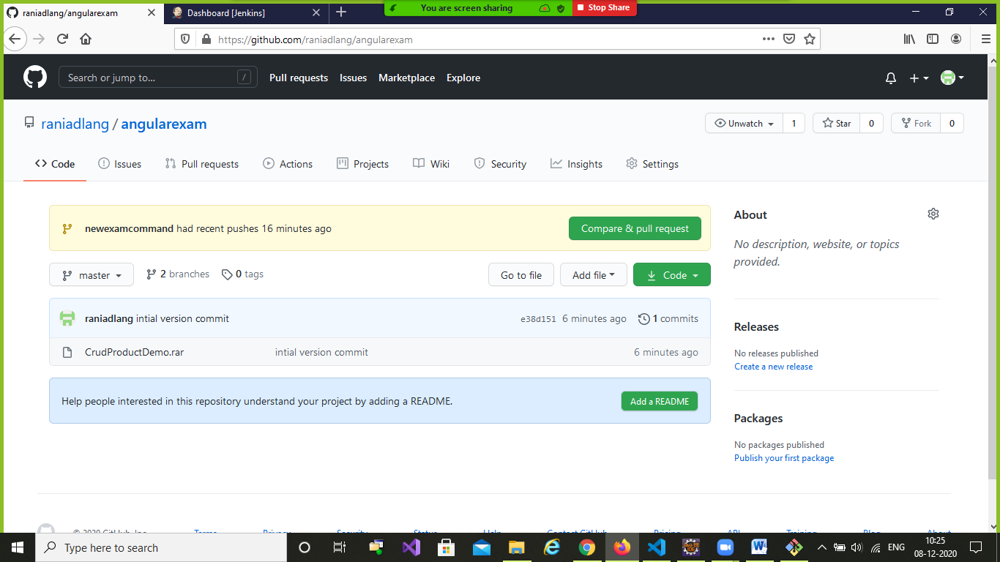 raniadlang/angularexam
Dashboard [Jenkins]
You are screen sharing
Stop Share
https://github.com/raniadlang/angularexam
Search or jump to...
/
Pull requests
Issues
Marketplace
Explore
raniadlang / angularexam
Unwatch 1
Star 0
Fork 0
Code
Issues
Pull requests
Actions
Projects
Wiki
Security
Insights
Settings
newexamcommand had recent pushes 16 minutes ago
Compare & pull request
master
2 branches
0 tags
Go to file
Add file
Code
raniadlang intial version commit
e38d151 6 minutes ago
1 commits
CrudProductDemo.rar
intial version commit
6 minutes ago
Help people interested in this repository understand your project by adding a README.
Add a README
About
No description, website, or topics
provided.
Releases
No releases published
Create a new release
Packages
No packages published
Publish your first package
© 2020 GitHub, Inc.
Terms
Privacy
Security
Status
Help
Contact GitHub
Pricing
API
Training
Blog
About
Type here to search
ENG
10:25
08-12-2020